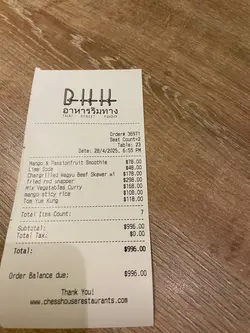 DHH
อาหารริมทาง
THAI STREET FOOD
Order# 36971
Seat Count=2
Table: 23
Date: 28/4/2025, 6:55 PM
Mango & Passionfruit Smoothie $78.00
Lime Soda $48.00
Chargrilled Wagyu Beef Skewer wi $178.00
fried red snapper $298.00
Mix Vegetables Curry $168.00
mango sticy rice $108.00
Tom Yum Kung $118.00
Total Item Count: 7
Subtotal: $996.00
Total Tax: $0.00
Total: $996.00
Order Balance due: $996.00
Thank You!
www.chesshouserestaurants.com